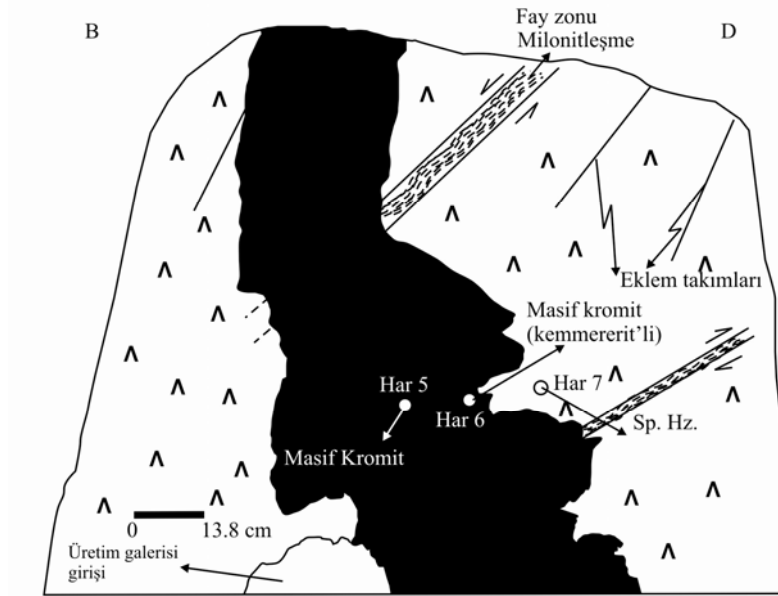 Fay zonu
Milonitleşme
B
D
Eklem takımları
Masif kromit
(kemmererit'li)
Har 5
Har 6
Har 7
Sp. Hz.
Masif Kromit
0 13.8 cm
Üretim galerisi
girişi